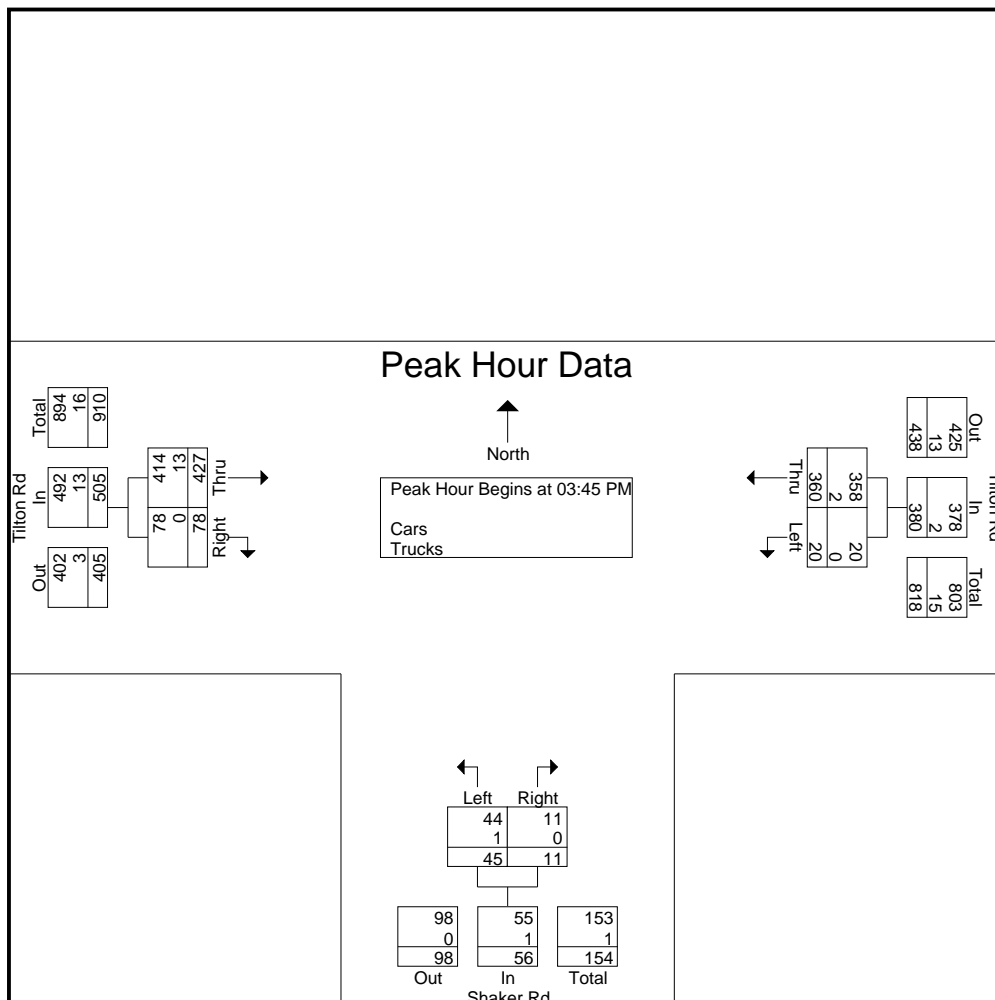 Peak Hour Data
North
Peak Hour Begins at 03:45 PM
Cars
Trucks
Tilton Rd
Total
894
16
910
In
492
13
505
Out
402
3
405
Thru
414
13
427
Right
78
0
78
Out
425
13
438
In
378
2
380
Total
803
15
818
Thru
358
2
360
Left
20
0
20
Left Right
44 11
1 0
45 11
98 55 153
0 1 1
98 56 154
Out In Total
Shaker Rd